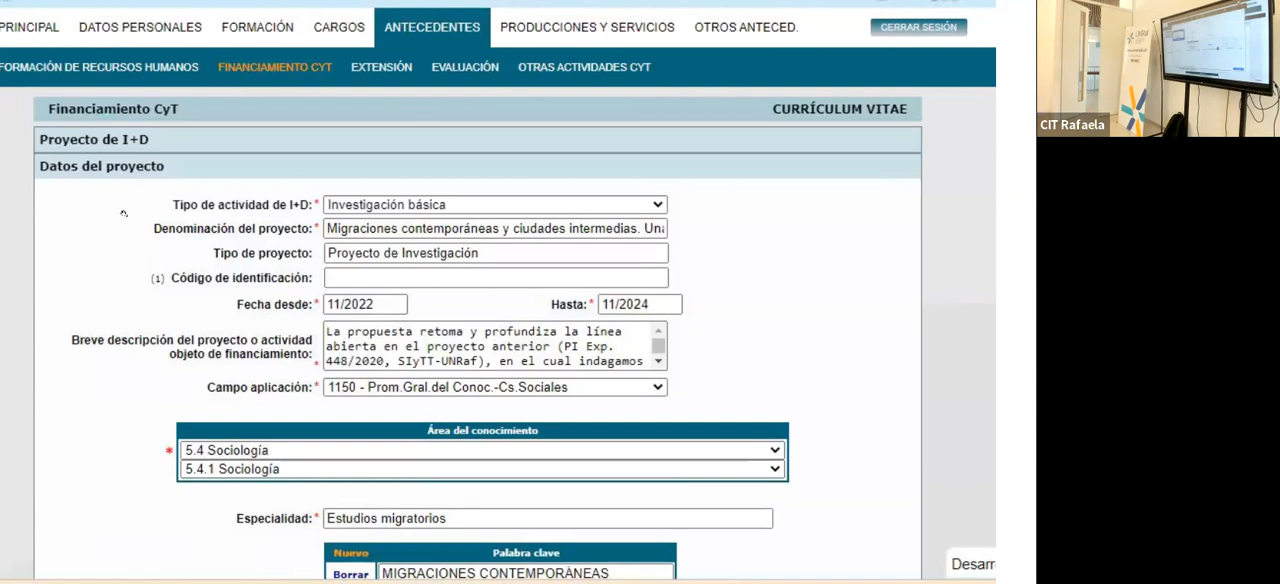 PRINCIPAL DATOS PERSONALES FORMACIÓN CARGOS ANTECEDENTES PRODUCCIONES Y SERVICIOS OTROS ANTECED. CERRAR SESIÓN
FORMACIÓN DE RECURSOS HUMANOS FINANCIAMIENTO CYT EXTENSIÓN EVALUACIÓN OTRAS ACTIVIDADES CYT
Financiamiento CyT CURRÍCULUM VITAE
Proyecto de I+D
Datos del proyecto
Tipo de actividad de I+D: * Investigación básica
Denominación del proyecto: * Migraciones contemporáneas y ciudades intermedias. Una
Tipo de proyecto: Proyecto de Investigación
(1) Código de identificación:
Fecha desde: * 11/2022 Hasta: * 11/2024
Breve descripción del proyecto o actividad
objeto de financiamiento: *
La propuesta retoma y profundiza la línea
abierta en el proyecto anterior (PI Exp.
448/2020, SIyTT-UNRaf), en el cual indagamos
Campo aplicación: * 1150 - Prom.Gral.del Conoc.-Cs.Sociales
Área del conocimiento
* 5.4 Sociología
5.4.1 Sociología
Especialidad: * Estudios migratorios
Nuevo Palabra clave
Borrar MIGRACIONES CONTEMPORÁNEAS
Desarr
UNRaf
CIT Rafaela